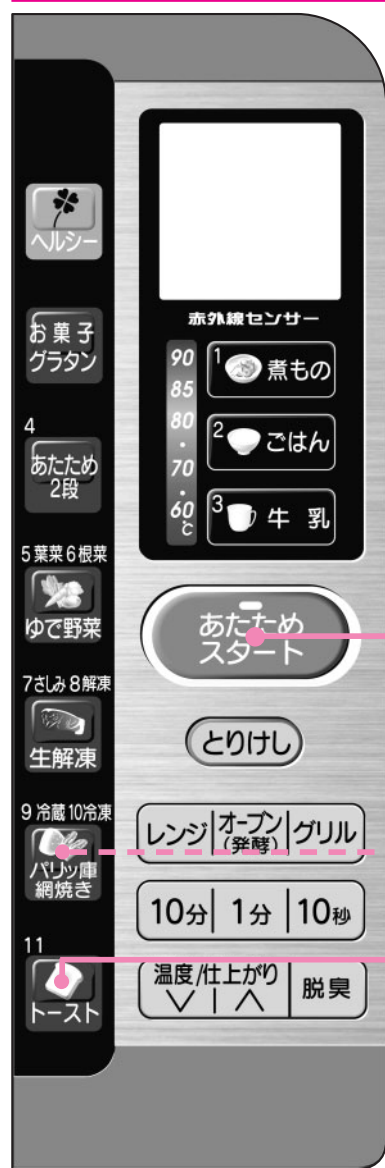 ヘルシー
お菓子
グラタン
4
あたため
2段
5葉菜6根菜
ゆで野菜
7さしみ8解凍
生解凍
9冷蔵10冷凍
パリッ庫
網焼き
11
トースト
赤外線センサー
90
85
80
・
70
・
60
℃
1 煮もの
2 ごはん
3 牛乳
あたため
スタート
とりけし
レンジ オーブン(発酵) グリル
10分 1分 10秒
温度/仕上がり 脱臭